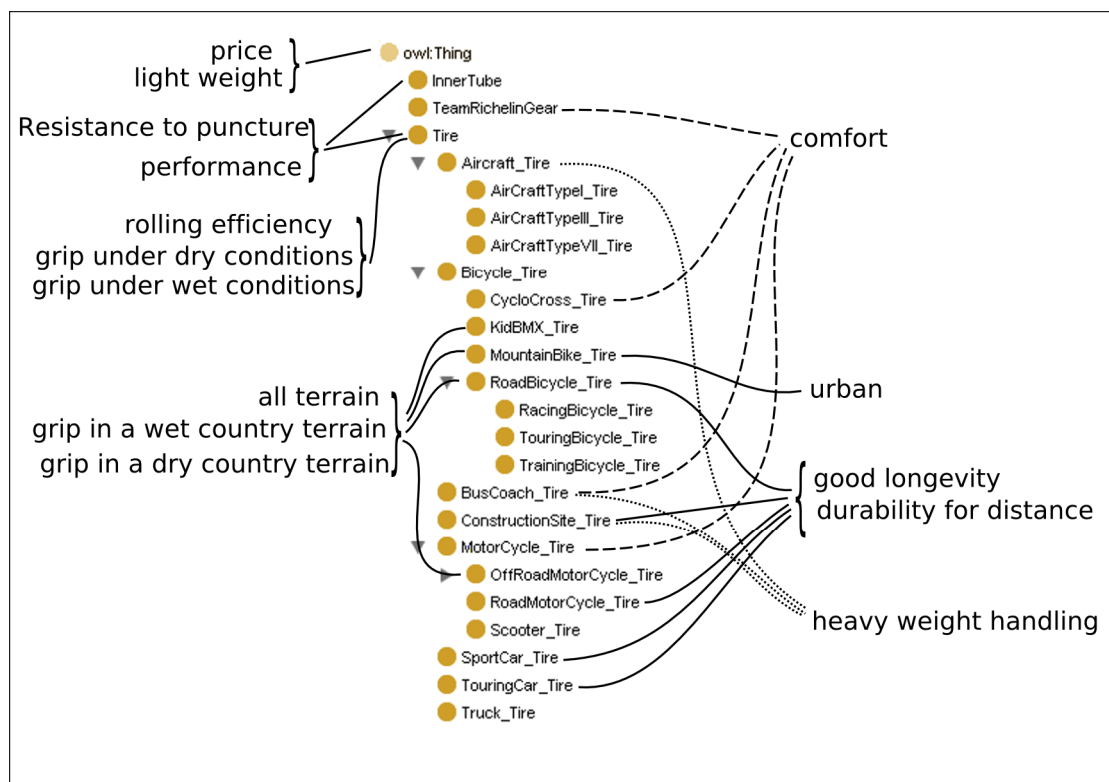 price
light weight
owl:Thing
InnerTube
TeamRichelinGear
Resistance to puncture
performance
Tire
comfort
Aircraft_Tire
AirCraftTypeI_Tire
AirCraftTypeIII_Tire
AirCraftTypeVII_Tire
rolling efficiency
grip under dry conditions
grip under wet conditions
Bicycle_Tire
CycloCross_Tire
KidBMX_Tire
MountainBike_Tire
RoadBicycle_Tire
urban
all terrain
grip in a wet country terrain
grip in a dry country terrain
RacingBicycle_Tire
TouringBicycle_Tire
TrainingBicycle_Tire
good longevity
durability for distance
BusCoach_Tire
ConstructionSite_Tire
MotorCycle_Tire
OffRoadMotorCycle_Tire
RoadMotorCycle_Tire
Scooter_Tire
heavy weight handling
SportCar_Tire
TouringCar_Tire
Truck_Tire